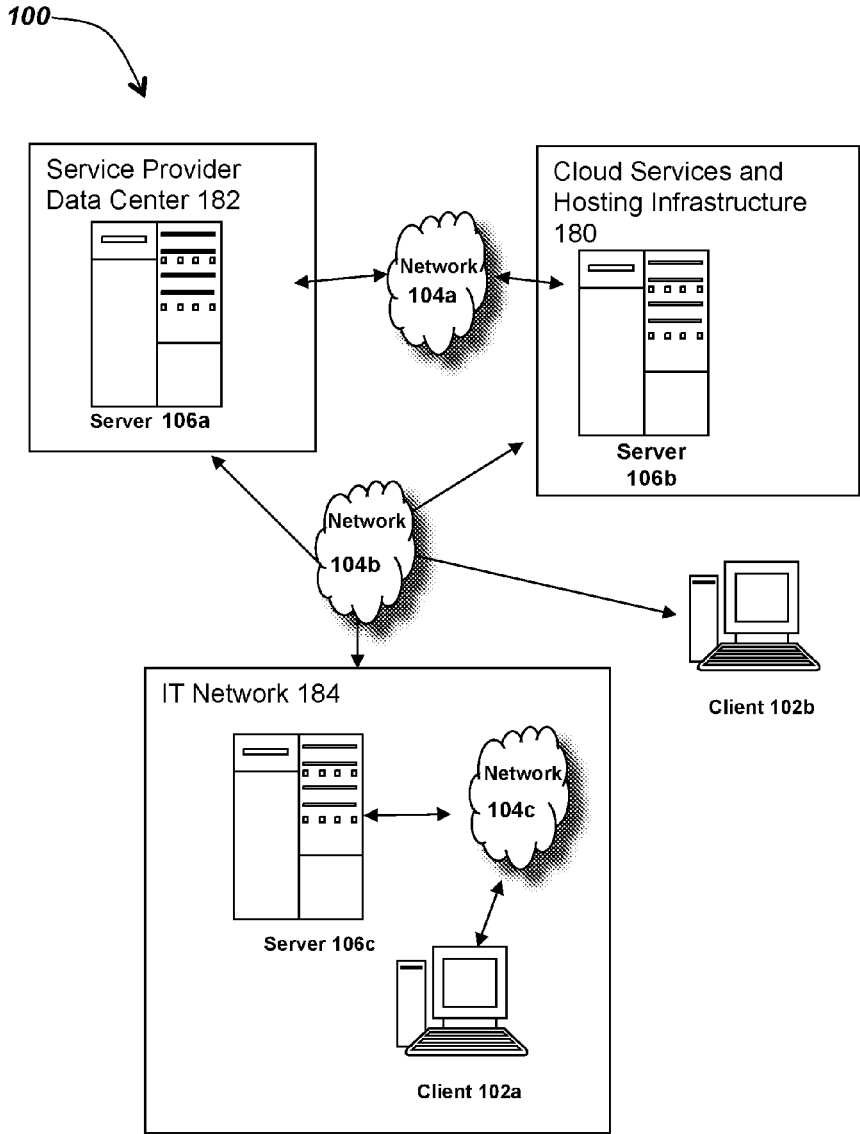 100
Service Provider
Data Center 182
Server 106a
Network
104a
Cloud Services and
Hosting Infrastructure
180
Server
106b
Network
104b
Client 102b
IT Network 184
Server 106c
Network
104c
Client 102a